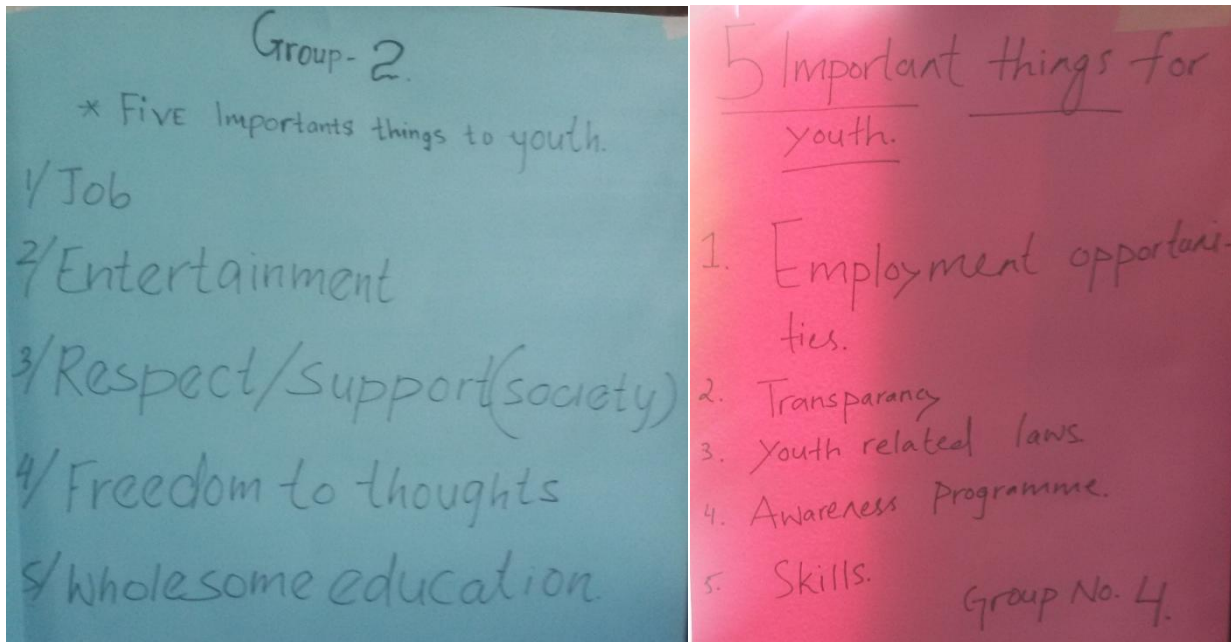 Group-2.
* Five Importants things to youth.
1/ Job
2/ Entertainment
3/ Respect/Support(society)
4/ Freedom to thoughts
5/ Wholesome education.
5 Important things for
youth.
1. Employment opportuni-
ties.
2. Transparancy
3. Youth related laws
4. Awareness Programme.
5. Skills.
Group No. 4.